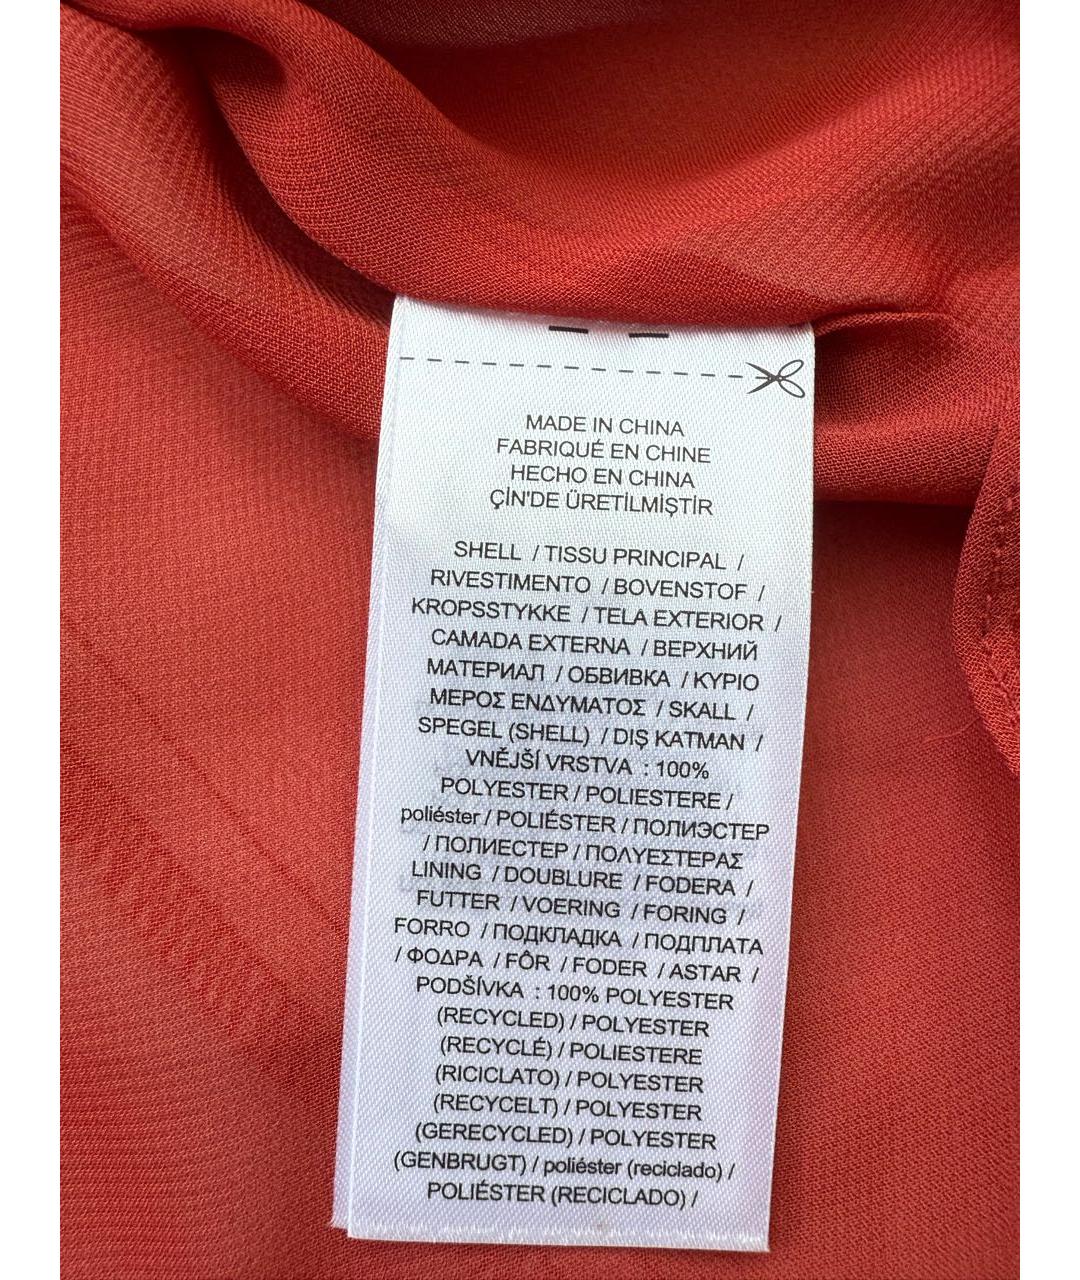 MADE IN CHINA
FABRIQUÉ EN CHINE
HECHO EN CHINA
ÇİN'DE ÜRETİLMİŞTİR
SHELL / TISSU PRINCIPAL /
RIVESTIMENTO / BOVENSTOF /
KROPSSTYKKE / TELA EXTERIOR /
CAMADA EXTERNA / ВЕРХНИЙ
МАТЕРИАЛ / ОБВИВКА / ΚΥΡΙΟ
ΜΕΡΟΣ ΕΝΔΥΜΑΤΟΣ / SKALL /
SPEGEL (SHELL) / DIŞ KATMAN /
VNĚJŠÍ VRSTVA : 100%
POLYESTER / POLIESTERE /
poliéster / POLIÉSTER / ПОЛИЭСТЕР
/ ПОЛИЕСТЕР / ΠΟΛΥΕΣΤΕΡΑΣ
LINING / DOUBLURE / FODERA /
FUTTER / VOERING / FORING /
FORRO / ПОДКЛАДКА / ПОДПЛАТА
/ ΦΟΔΡΑ / FÔR / FODER / ASTAR /
PODŠÍVKA : 100% POLYESTER
(RECYCLED) / POLYESTER
(RECYCLÉ) / POLIESTERE
(RICICLATO) / POLYESTER
(RECYCELT) / POLYESTER
(GERECYCLED) / POLYESTER
(GENBRUGT) / poliéster (reciclado) /
POLIÉSTER (RECICLADO) /